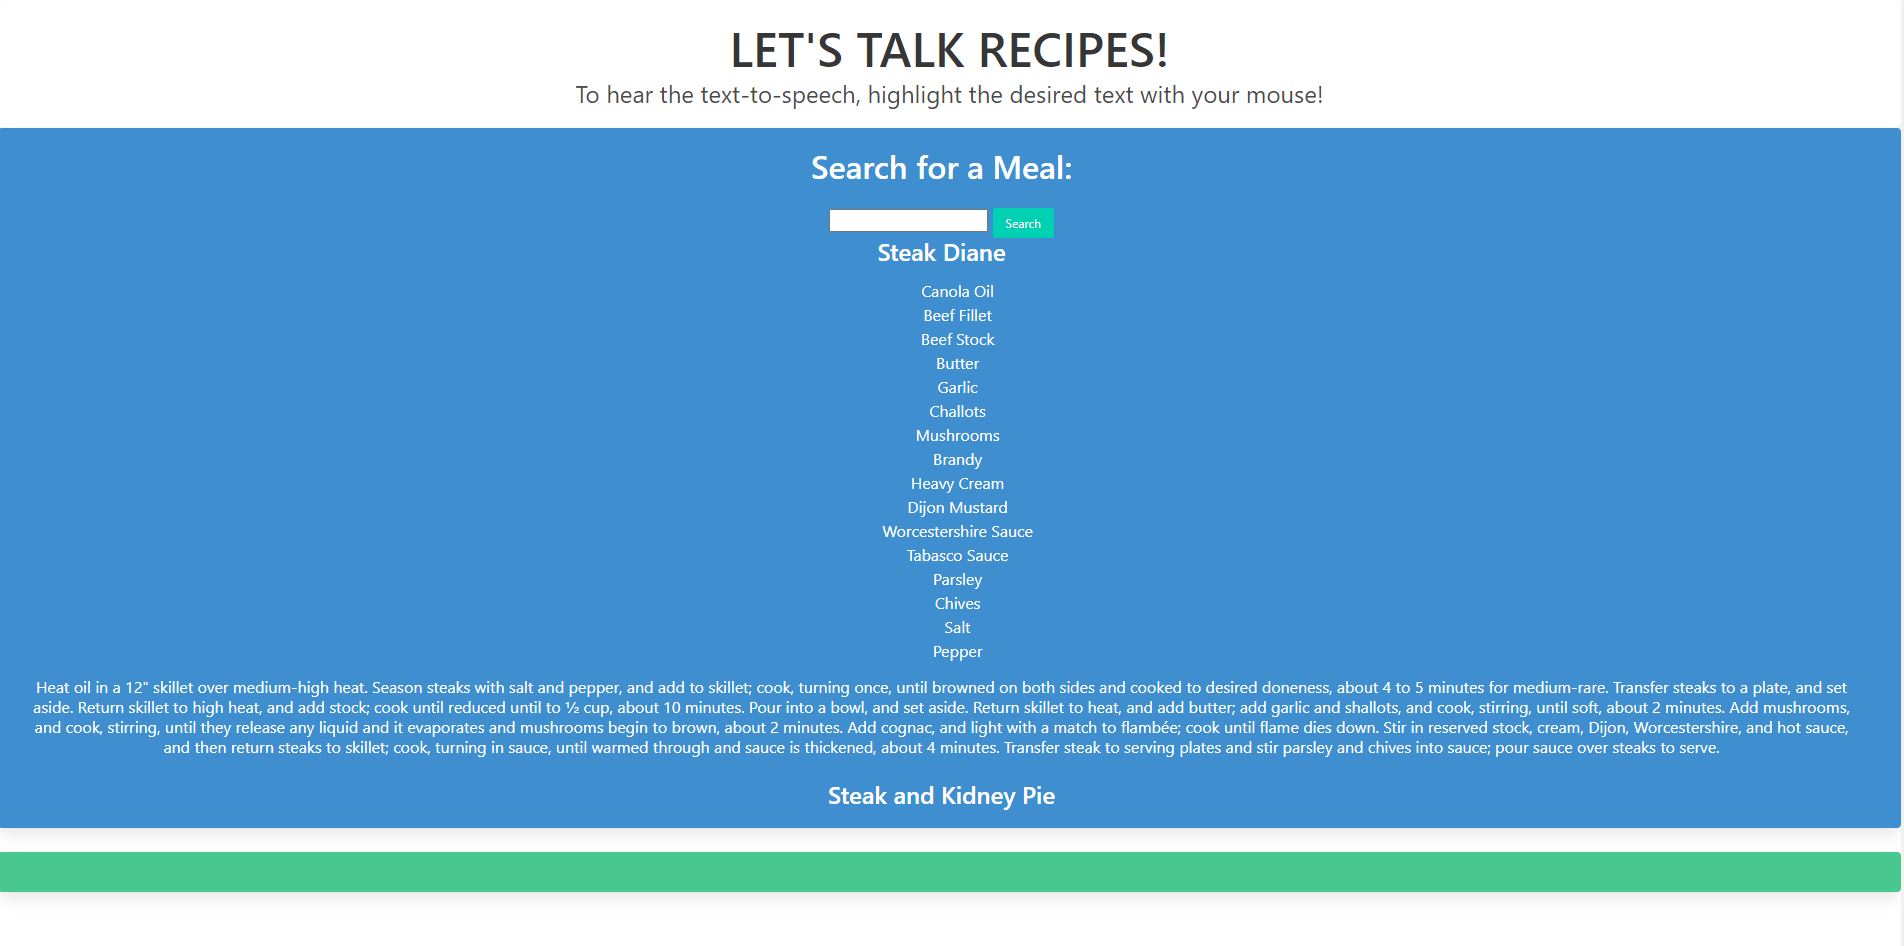 LET'S TALK RECIPES!
To hear the text-to-speech, highlight the desired text with your mouse!
Search for a Meal:
Search
Steak Diane
Canola Oil
Beef Fillet
Beef Stock
Butter
Garlic
Challots
Mushrooms
Brandy
Heavy Cream
Dijon Mustard
Worcestershire Sauce
Tabasco Sauce
Parsley
Chives
Salt
Pepper
Heat oil in a 12" skillet over medium-high heat. Season steaks with salt and pepper, and add to skillet; cook, turning once, until browned on both sides and cooked to desired doneness, about 4 to 5 minutes for medium-rare. Transfer steaks to a plate, and set
aside. Return skillet to high heat, and add stock; cook until reduced until to ½ cup, about 10 minutes. Pour into a bowl, and set aside. Return skillet to heat, and add butter; add garlic and shallots, and cook, stirring, until soft, about 2 minutes. Add mushrooms,
and cook, stirring, until they release any liquid and it evaporates and mushrooms begin to brown, about 2 minutes. Add cognac, and light with a match to flambée; cook until flame dies down. Stir in reserved stock, cream, Dijon, Worcestershire, and hot sauce,
and then return steaks to skillet; cook, turning in sauce, until warmed through and sauce is thickened, about 4 minutes. Transfer steak to serving plates and stir parsley and chives into sauce; pour sauce over steaks to serve.
Steak and Kidney Pie